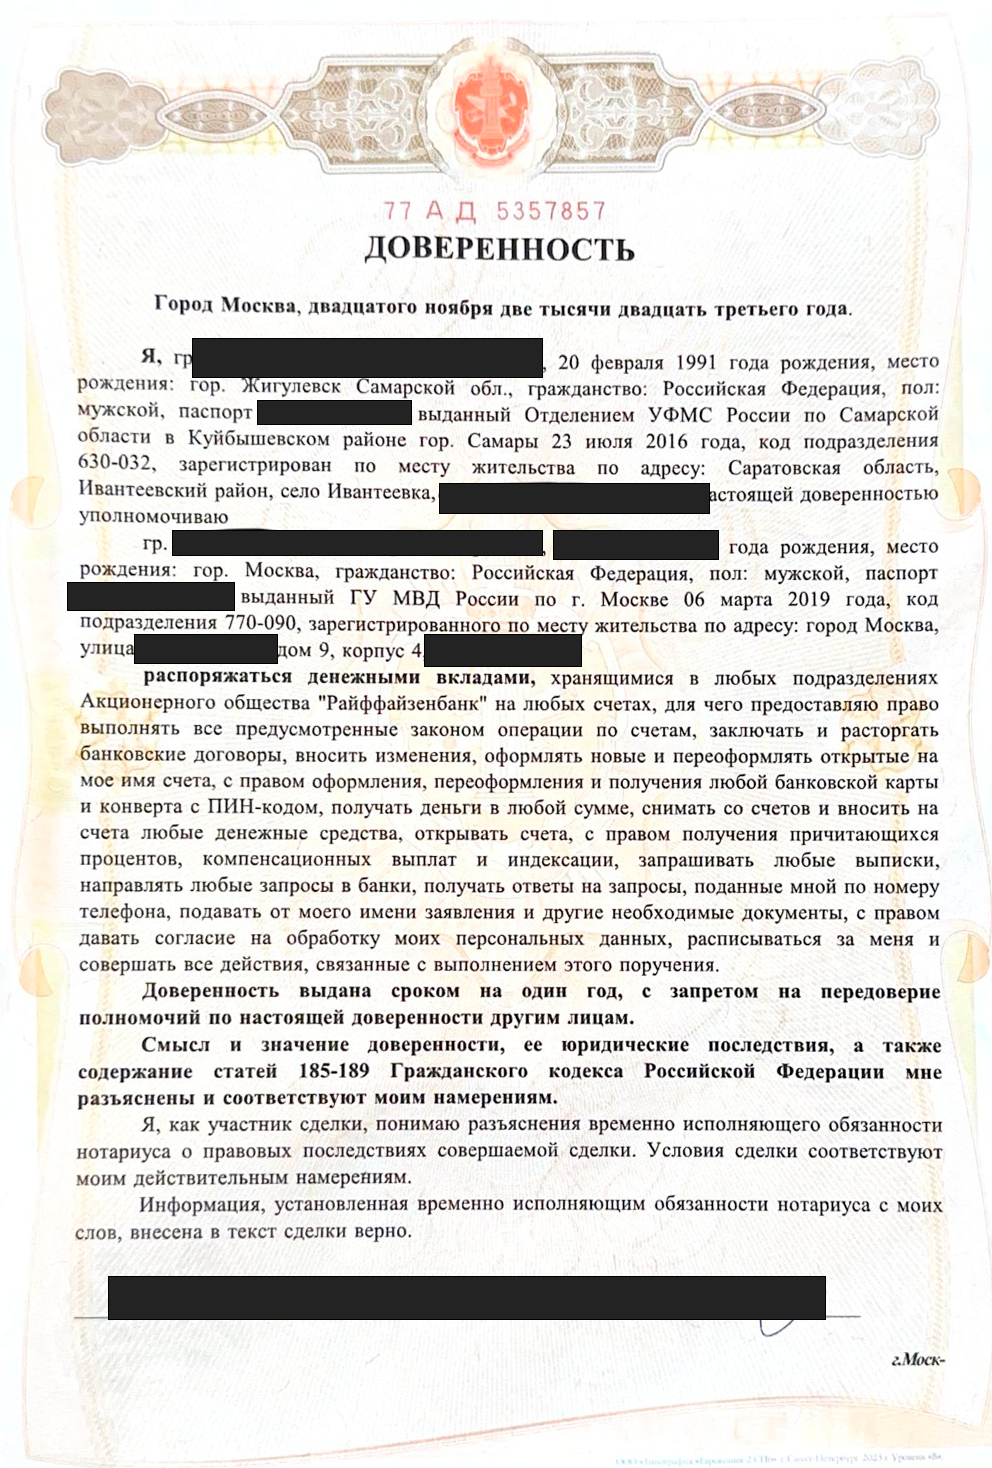 77 А Д 5357857
ДОВЕРЕННОСТЬ
Город Москва, двадцатого ноября две тысячи двадцать третьего года.
Я, гр , 20 февраля 1991 года рождения, место
рождения: гор. Жигулевск Самарской обл., гражданство: Российская Федерация, пол:
мужской, паспорт выданный Отделением УФМС России по Самарской
области в Куйбышевском районе гор. Самары 23 июля 2016 года, код подразделения
630-032, зарегистрирован по месту жительства по адресу: Саратовская область,
Ивантеевский район, село Ивантеевка, астоящей доверенностью
уполномочиваю
гр. , года рождения, место
рождения: гор. Москва, гражданство: Российская Федерация, пол: мужской, паспорт
выданный ГУ МВД России по г. Москве 06 марта 2019 года, код
подразделения 770-090, зарегистрированного по месту жительства по адресу: город Москва,
улица дом 9, корпус 4,
распоряжаться денежными вкладами, хранящимися в любых подразделениях
Акционерного общества "Райффайзенбанк" на любых счетах, для чего предоставляю право
выполнять все предусмотренные законом операции по счетам, заключать и расторгать
банковские договоры, вносить изменения, оформлять новые и переоформлять открытые на
мое имя счета, с правом оформления, переоформления и получения любой банковской карты
и конверта с ПИН-кодом, получать деньги в любой сумме, снимать со счетов и вносить на
счета любые денежные средства, открывать счета, с правом получения причитающихся
процентов, компенсационных выплат и индексации, запрашивать любые выписки,
направлять любые запросы в банки, получать ответы на запросы, поданные мной по номеру
телефона, подавать от моего имени заявления и другие необходимые документы, с правом
давать согласие на обработку моих персональных данных, расписываться за меня и
совершать все действия, связанные с выполнением этого поручения.
Доверенность выдана сроком на один год, с запретом на передоверие
полномочий по настоящей доверенности другим лицам.
Смысл и значение доверенности, ее юридические последствия, а также
содержание статей 185-189 Гражданского кодекса Российской Федерации мне
разъяснены и соответствуют моим намерениям.
Я, как участник сделки, понимаю разъяснения временно исполняющего обязанности
нотариуса о правовых последствиях совершаемой сделки. Условия сделки соответствуют
моим действительным намерениям.
Информация, установленная временно исполняющим обязанности нотариуса с моих
слов, внесена в текст сделки верно.
г.Моск-